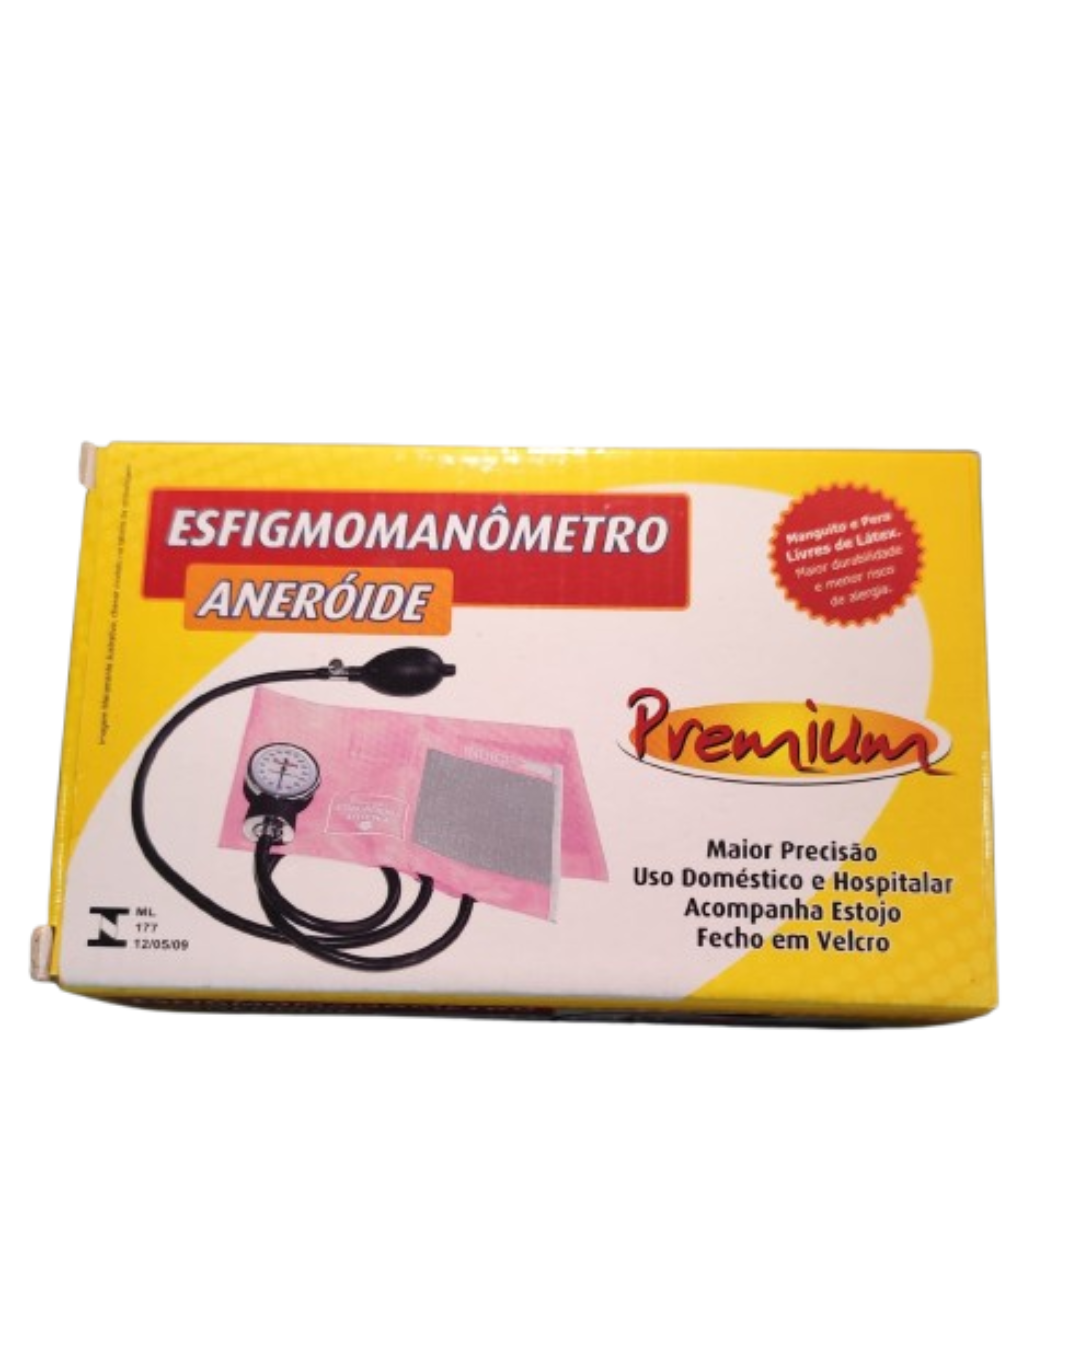 ESFIGMOMANÔMETRO
ANERÓIDE
Manguito e Pera
Livres de Látex.
Maior durabilidade
e menor risco
de alergia.
Premium
Maior Precisão
Uso Doméstico e Hospitalar
Acompanha Estojo
Fecho em Velcro
ML
177
12/05/09